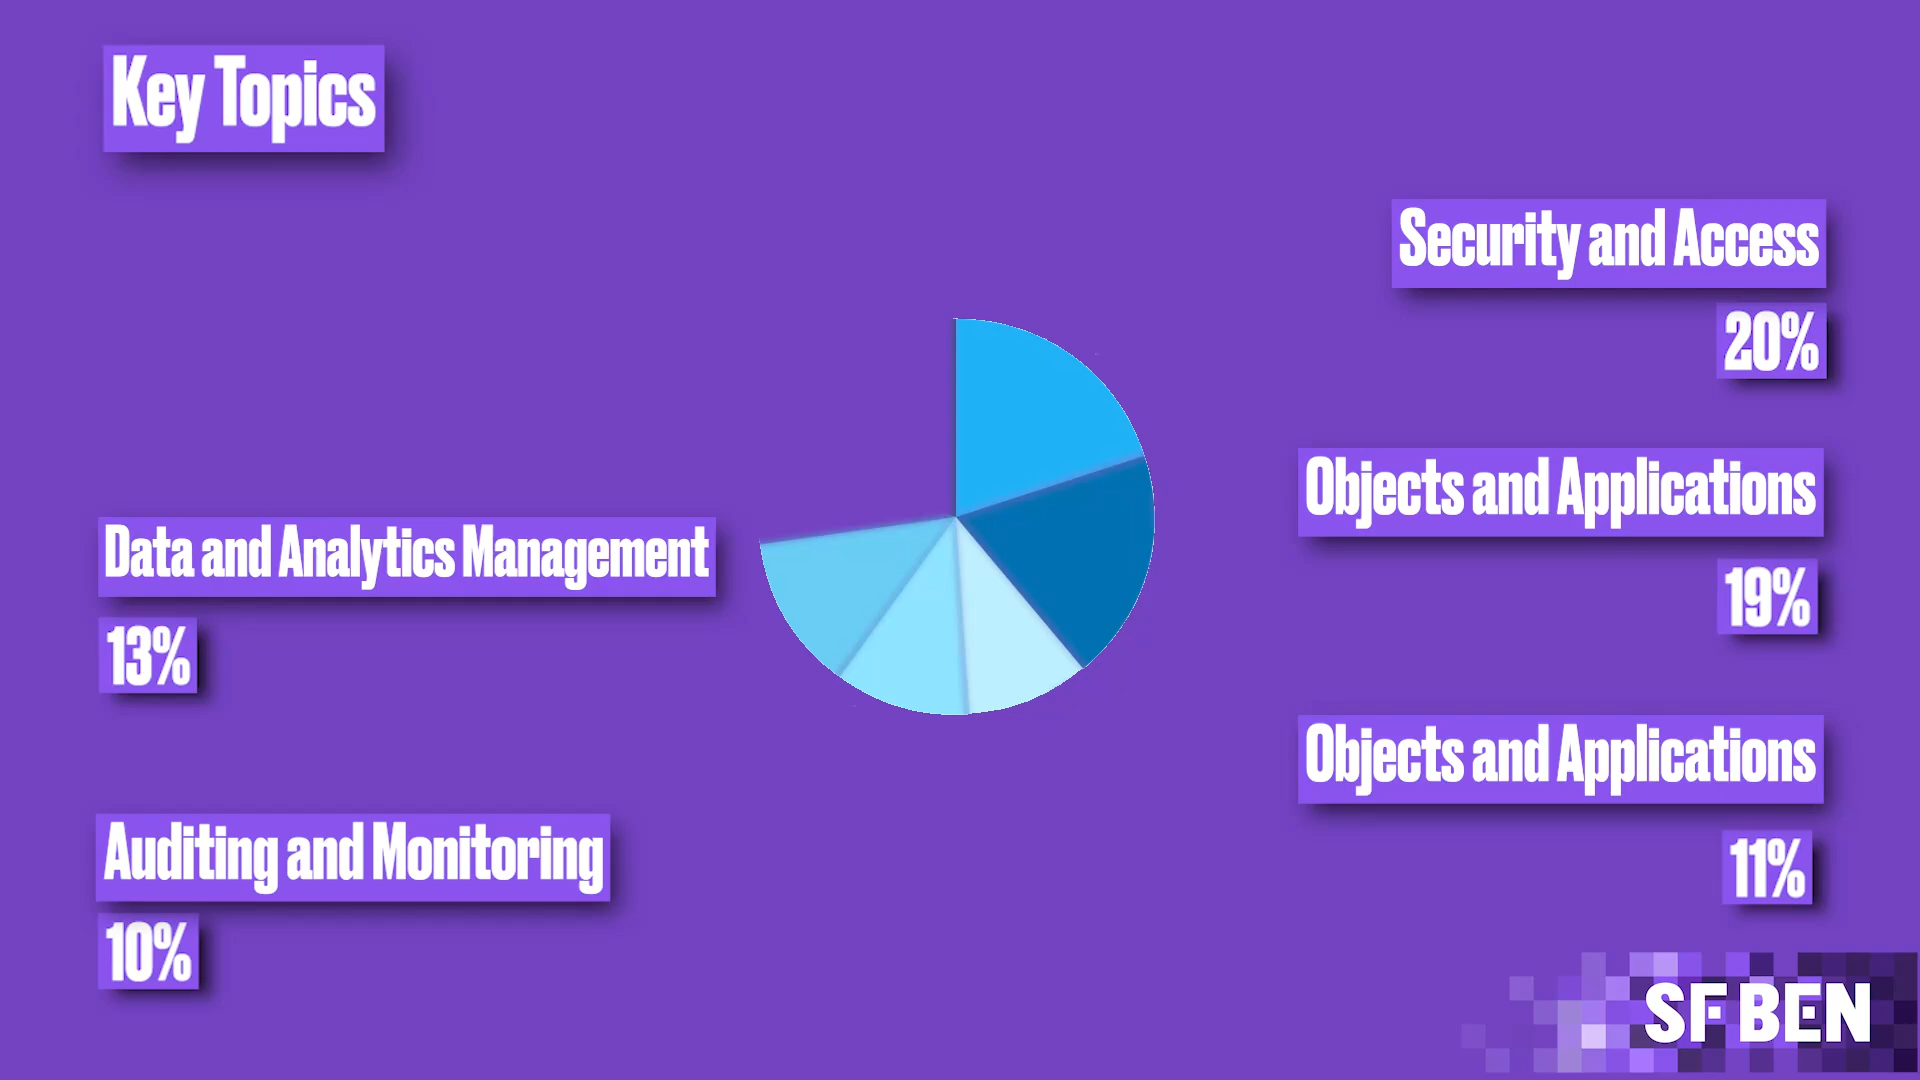 Key Topics
Security and Access
20%
Objects and Applications
19%
Objects and Applications
11%
Data and Analytics Management
13%
Auditing and Monitoring
10%
SF BEN